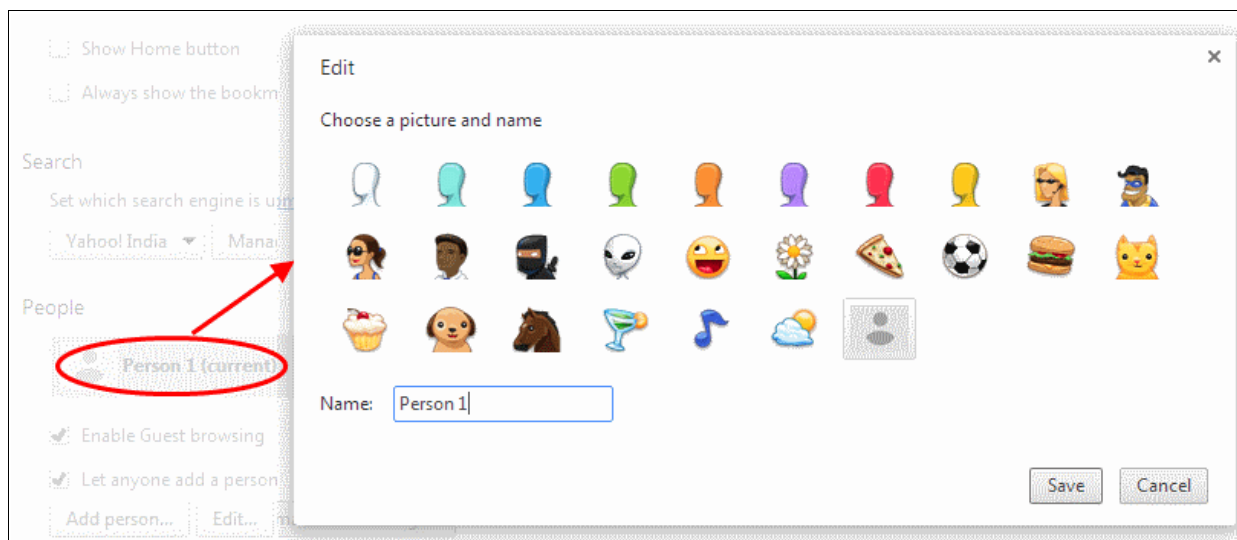 Show Home button
Always show the bookm
Search
Set which search engine is
Yahoo! India
Mana
People
Person 1 (current)
Enable Guest browsing
Let anyone add a person
Add person...
Edit...
Edit
×
Choose a picture and name
Name:
Person 1
Save
Cancel